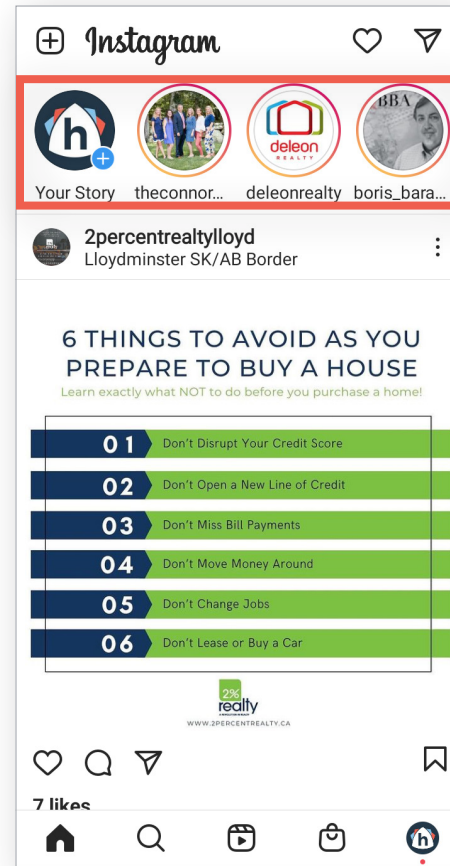 Instagram
h
BBA
deleon
REALTY
Your Story theconnor... deleonrealty boris_bara...
2percentrealtylloyd
Lloydminster SK/AB Border
6 THINGS TO AVOID AS YOU
PREPARE TO BUY A HOUSE
Learn exactly what NOT to do before you purchase a home!
01 Don't Disrupt Your Credit Score
02 Don't Open a New Line of Credit
03 Don't Miss Bill Payments
04 Don't Move Money Around
05 Don't Change Jobs
06 Don't Lease or Buy a Car
2%
realty
WWW.2PERCENTREALTY.CA
7 likes
h